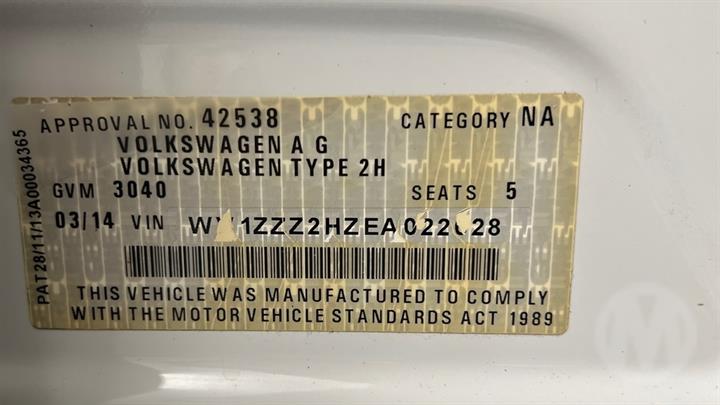 APPROVAL NO. 42538 CATEGORY NA
VOLKSWAGEN A G
VOLKSWAGEN TYPE 2H
GVM 3040 SEATS 5
03/14 VIN
THIS VEHICLE WAS MANUFACTURED TO COMPLY
WITH THE MOTOR VEHICLE STANDARDS ACT 1989
PAT28/11/13A00034365